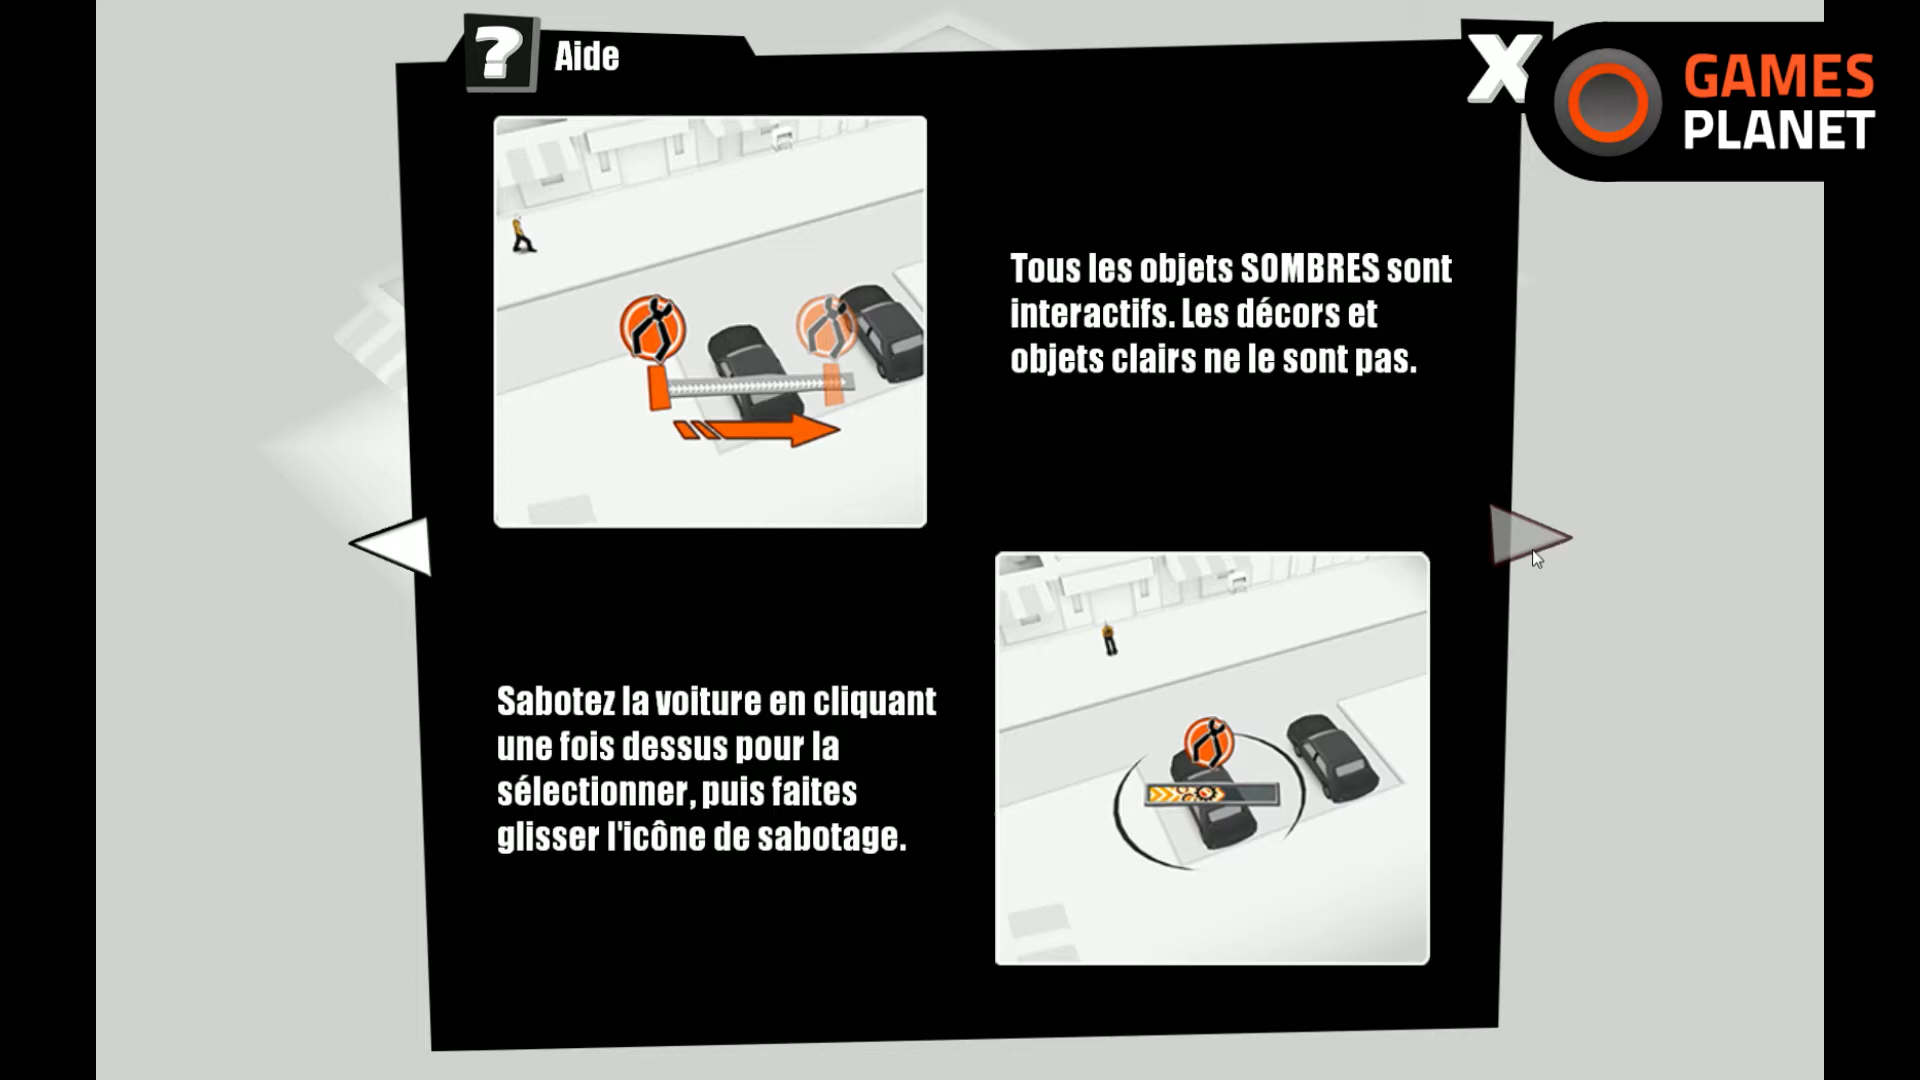 Aide
X
GAMES
PLANET
Tous les objets SOMBRES sont
interactifs. Les décors et
objets clairs ne le sont pas.
Sabotez la voiture en cliquant
une fois dessus pour la
sélectionner, puis faites
glisser l'icône de sabotage.